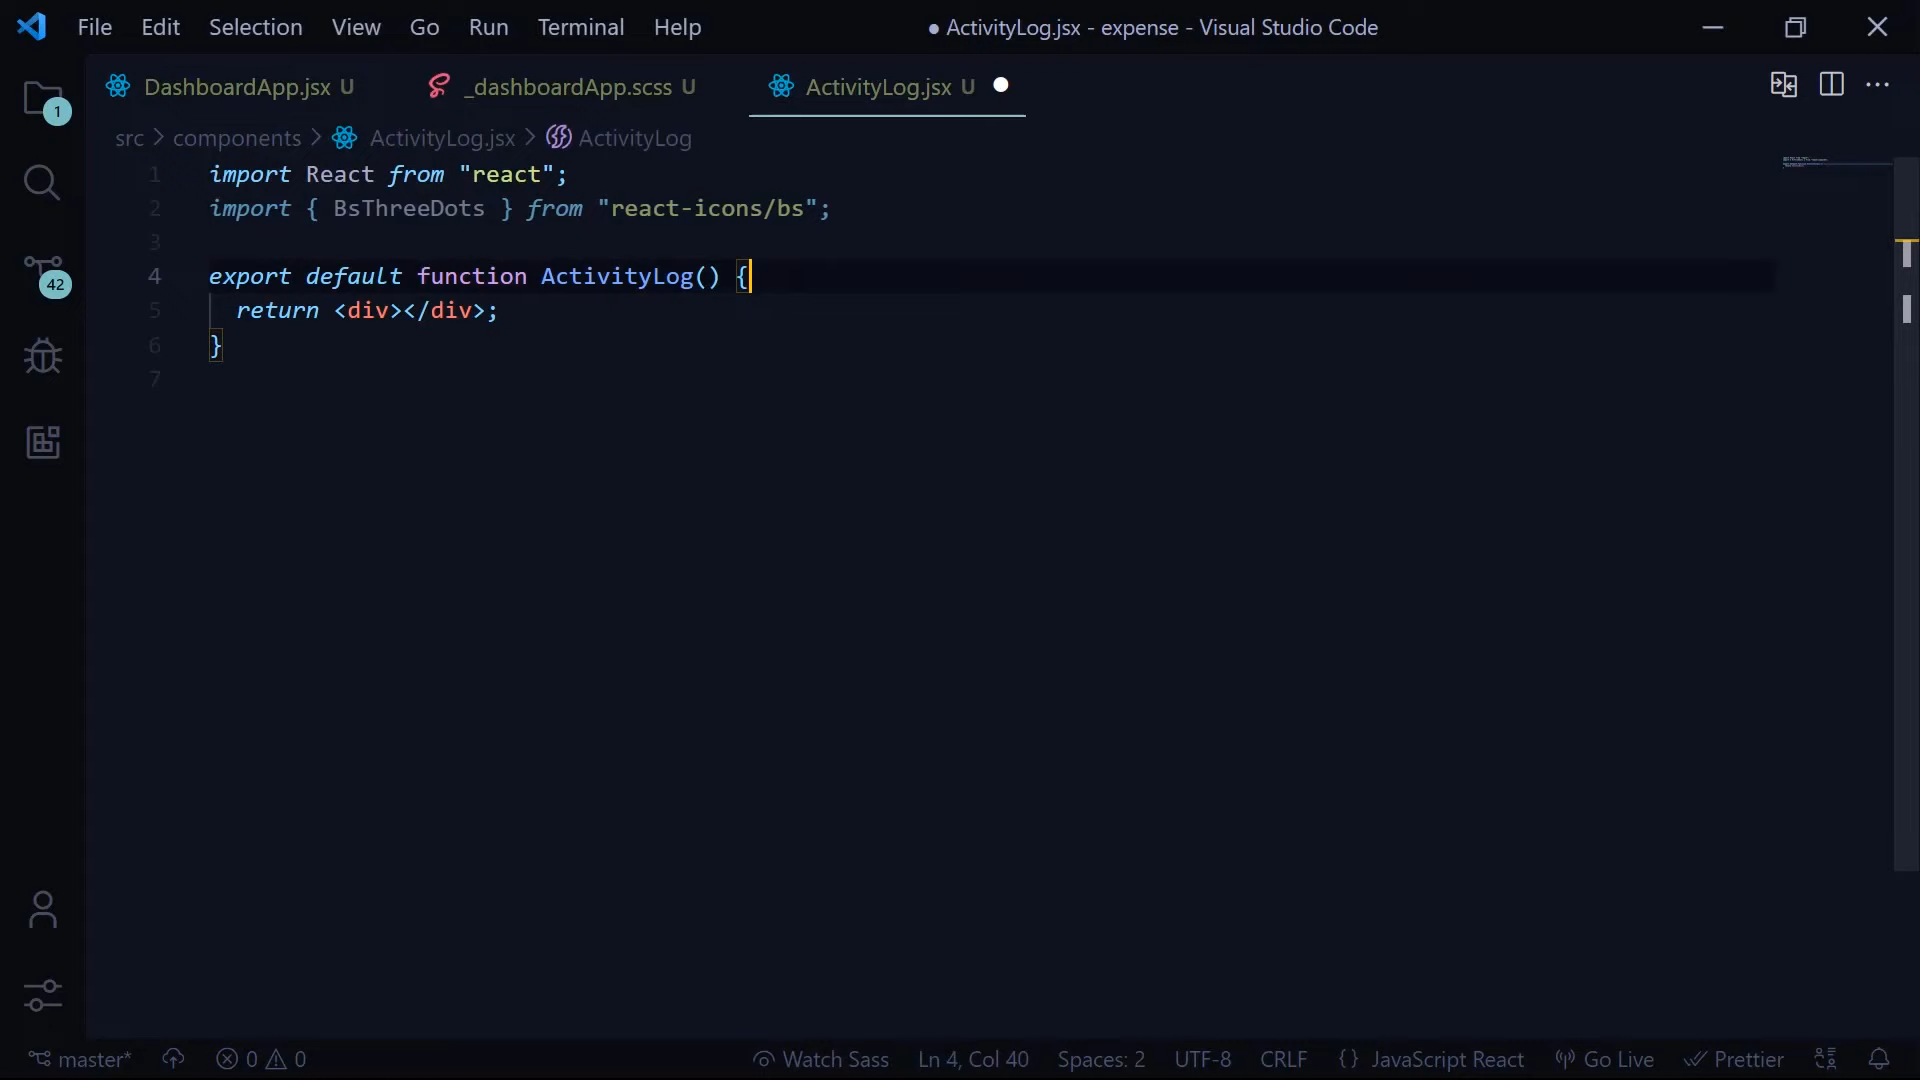 File Edit Selection View Go Run Terminal Help
● ActivityLog.jsx - expense - Visual Studio Code
DashboardApp.jsx U
_dashboardApp.scss U
ActivityLog.jsx U
src > components > ActivityLog.jsx > ActivityLog
1 import React from "react";
2 import { BsThreeDots } from "react-icons/bs";
3
4 export default function ActivityLog() {
5 return <div></div>;
6 }
7
1
42
master* 0 0
Watch Sass Ln 4, Col 40 Spaces: 2 UTF-8 CRLF {} JavaScript React Go Live Prettier